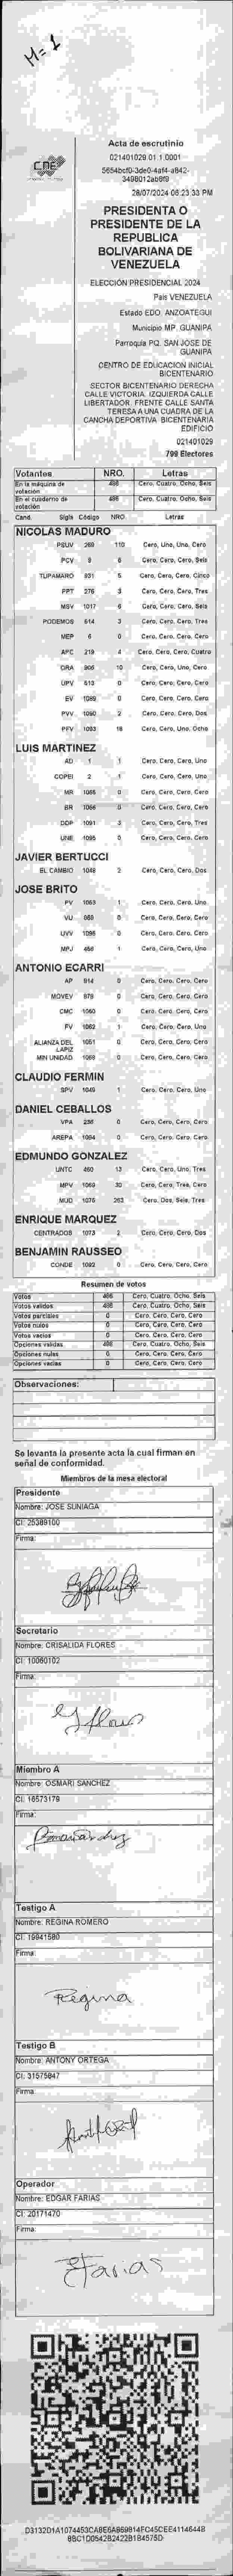 M=1
CNE
Acta de escrutinio
021401029.01.1.0001
28/07/2024 06:23:33 PM
PRESIDENTA O
PRESIDENTE DE LA
REPUBLICA
BOLIVARIANA DE
VENEZUELA
ELECCIÓN PRESIDENCIAL 2024
País VENEZUELA
Estado EDO. ANZOATEGUI
Municipio MP. GUANIPA
Parroquia PQ. SAN JOSE DE
GUANIPA
CENTRO DE EDUCACION INICIAL
BICENTENARIO
SECTOR BICENTENARIO DERECHA
CALLE VICTORIA. IZQUIERDA CALLE
LIBERTADOR. FRENTE CALLE SANTA
TERESA A UNA CUADRA DE LA
CANCHA DEPORTIVA BICENTENARIA
EDIFICIO
021401029
799 Electores
Votantes NRO. Letras
En la máquina de votación 486 Cero, Cuatro, Ocho, Seis
En el cuaderno de votación 486 Cero, Cuatro, Ocho, Seis
Cand. Sigla Código NRO Letras
NICOLAS MADURO
PSUV 269 110 Cero, Uno, Uno, Cero
PCV 9 6 Cero, Cero, Cero, Seis
TUPAMARO 931 5 Cero, Cero, Cero, Cinco
PPT 276 3 Cero, Cero, Cero, Tres
MSV 1017 6 Cero, Cero, Cero, Seis
PODEMOS 614 3 Cero, Cero, Cero, Tres
MEP 6 0 Cero, Cero, Cero, Cero
APC 219 4 Cero, Cero, Cero, Cuatro
ORA 906 10 Cero, Cero, Uno, Cero
UPV 513 0 Cero, Cero, Cero, Cero
EV 1089 0 Cero, Cero, Cero, Cero
PVV 1090 2 Cero, Cero, Cero, Dos
PFV 1003 18 Cero, Cero, Uno, Ocho
LUIS MARTINEZ
AD 1 1 Cero, Cero, Cero, Uno
COPEI 2 1 Cero, Cero, Cero, Uno
MR 1065 0 Cero, Cero, Cero, Cero
BR 1066 0 Cero, Cero, Cero, Cero
DDP 1091 3 Cero, Cero, Cero, Tres
UNE 1095 0 Cero, Cero, Cero, Cero
JAVIER BERTUCCI
EL CAMBIO 1048 2 Cero, Cero, Cero, Dos
JOSE BRITO
PV 1053 1 Cero, Cero, Cero, Uno
VU 0 Cero, Cero, Cero, Cero
UVV 1098 0 Cero, Cero, Cero, Cero
MPJ 456 1 Cero, Cero, Cero, Uno
ANTONIO ECARRI
AP 914 0 Cero, Cero, Cero, Cero
MOVEV 879 0 Cero, Cero, Cero, Cero
CMC 1060 0 Cero, Cero, Cero, Cero
FV 1062 1 Cero, Cero, Cero, Uno
ALIANZA DEL LAPIZ 1051 0 Cero, Cero, Cero, Cero
MIN UNIDAD 1068 0 Cero, Cero, Cero, Cero
CLAUDIO FERMIN
SPV 1049 1 Cero, Cero, Cero, Uno
DANIEL CEBALLOS
VPA 236 0 Cero, Cero, Cero, Cero
AREPA 1094 0 Cero, Cero, Cero, Cero
EDMUNDO GONZALEZ
UNTC 460 13 Cero, Cero, Uno, Tres
MPV 1069 30 Cero, Cero, Tres, Cero
MUD 1076 263 Cero, Dos, Seis, Tres
ENRIQUE MARQUEZ
CENTRADOS 1073 2 Cero, Cero, Cero, Dos
BENJAMIN RAUSSEO
CONDE 1092 0 Cero, Cero, Cero, Cero
Resumen de votos
Votos 486 Cero, Cuatro, Ocho, Seis
Votos validos 486 Cero, Cuatro, Ocho, Seis
Votos parciales 0 Cero, Cero, Cero, Cero
Votos nulos 0 Cero, Cero, Cero, Cero
Votos vacios 0 Cero, Cero, Cero, Cero
Opciones validas 486 Cero, Cuatro, Ocho, Seis
Opciones nulas 0 Cero, Cero, Cero, Cero
Opciones vacias 0 Cero, Cero, Cero, Cero
Observaciones:
Se levanta la presente acta la cual firman en
señal de conformidad.
Miembros de la mesa electoral
Presidente
Nombre: JOSE SUNIAGA
CI: 25389100
Firma:
Secretario
Nombre: CRISALIDA FLORES
CI: 10060102
Firma:
Flores
Miembro A
Nombre: OSMARI SANCHEZ
CI: 16573179
Firma:
Testigo A
Nombre: REGINA ROMERO
CI: 19941580
Firma:
Regina
Testigo B
Nombre: ANTONY ORTEGA
CI: 31575847
Firma:
Operador
Nombre: EDGAR FARIAS
CI: 20171470
Firma:
Farias